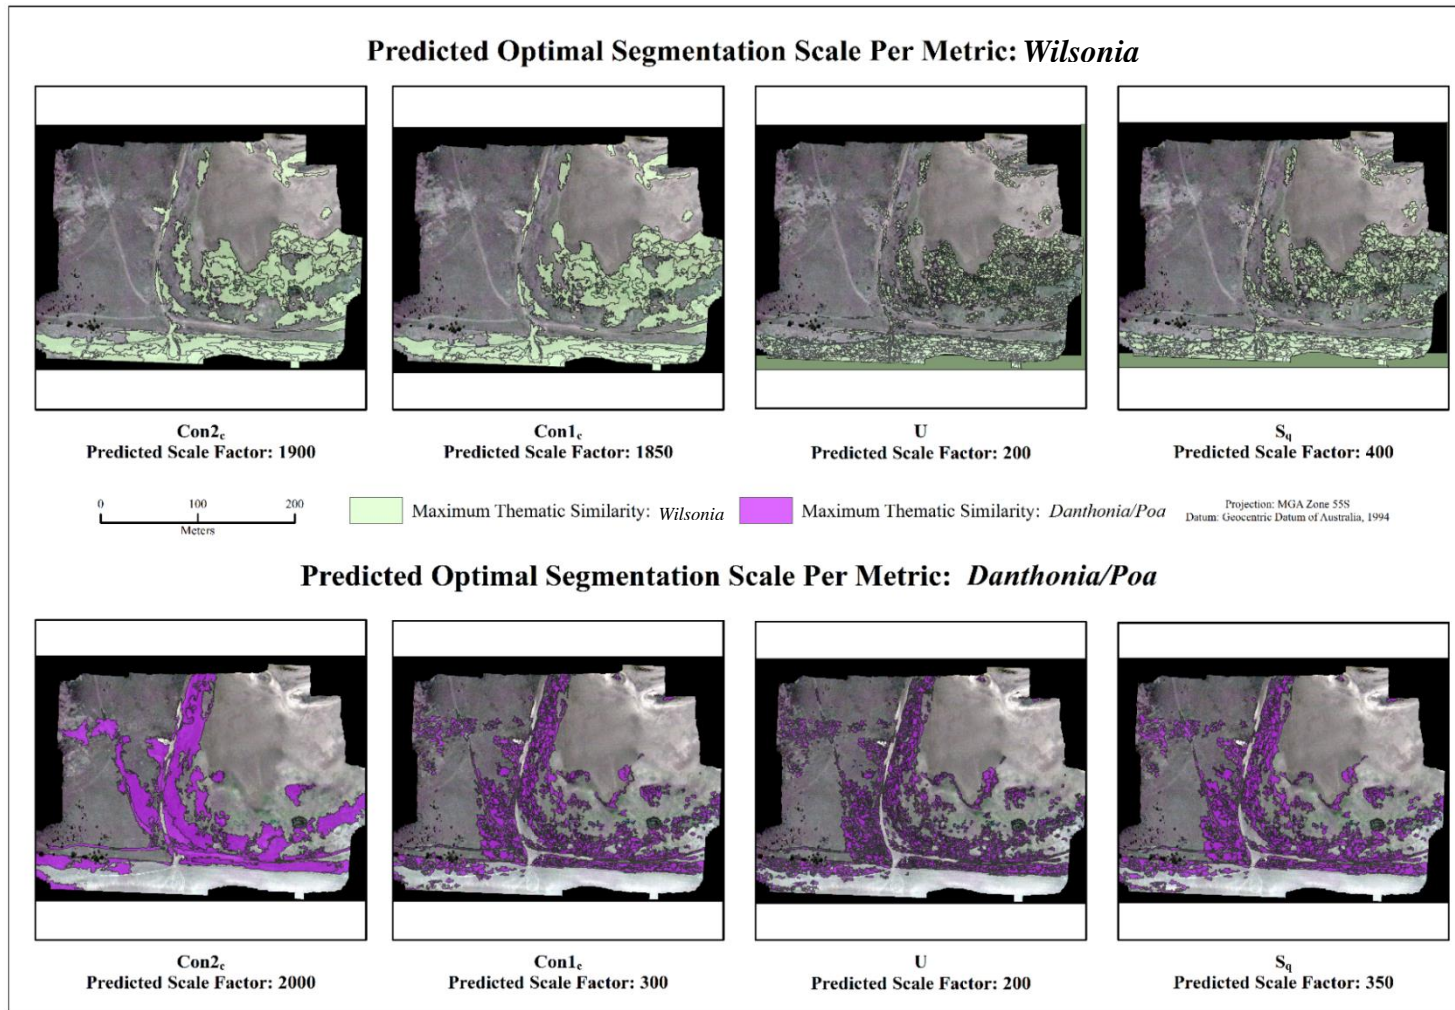 Predicted Optimal Segmentation Scale Per Metric: Wilsonia
Con2c
Predicted Scale Factor: 1900
Con1c
Predicted Scale Factor: 1850
U
Predicted Scale Factor: 200
Sq
Predicted Scale Factor: 400
0 100 200
Meters
Maximum Thematic Similarity: Wilsonia
Maximum Thematic Similarity: Danthonia/Poa
Projection: MGA Zone 55S
Datum: Geocentric Datum of Australia, 1994
Predicted Optimal Segmentation Scale Per Metric: Danthonia/Poa
Con2c
Predicted Scale Factor: 2000
Con1c
Predicted Scale Factor: 300
U
Predicted Scale Factor: 200
Sq
Predicted Scale Factor: 350